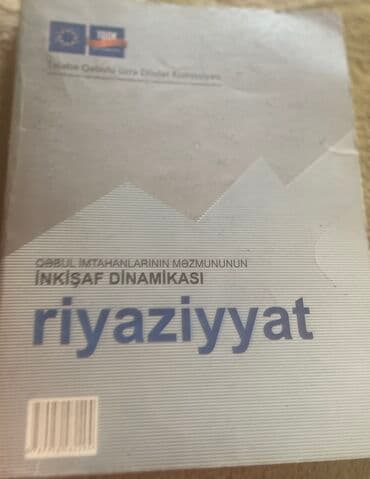 Tələbə Qəbulu üzrə Dövlət Komissiyası
QƏBUL İMTAHANLARININ MƏZMUNUNUN
İNKİŞAF DİNAMİKASI
riyaziyyat